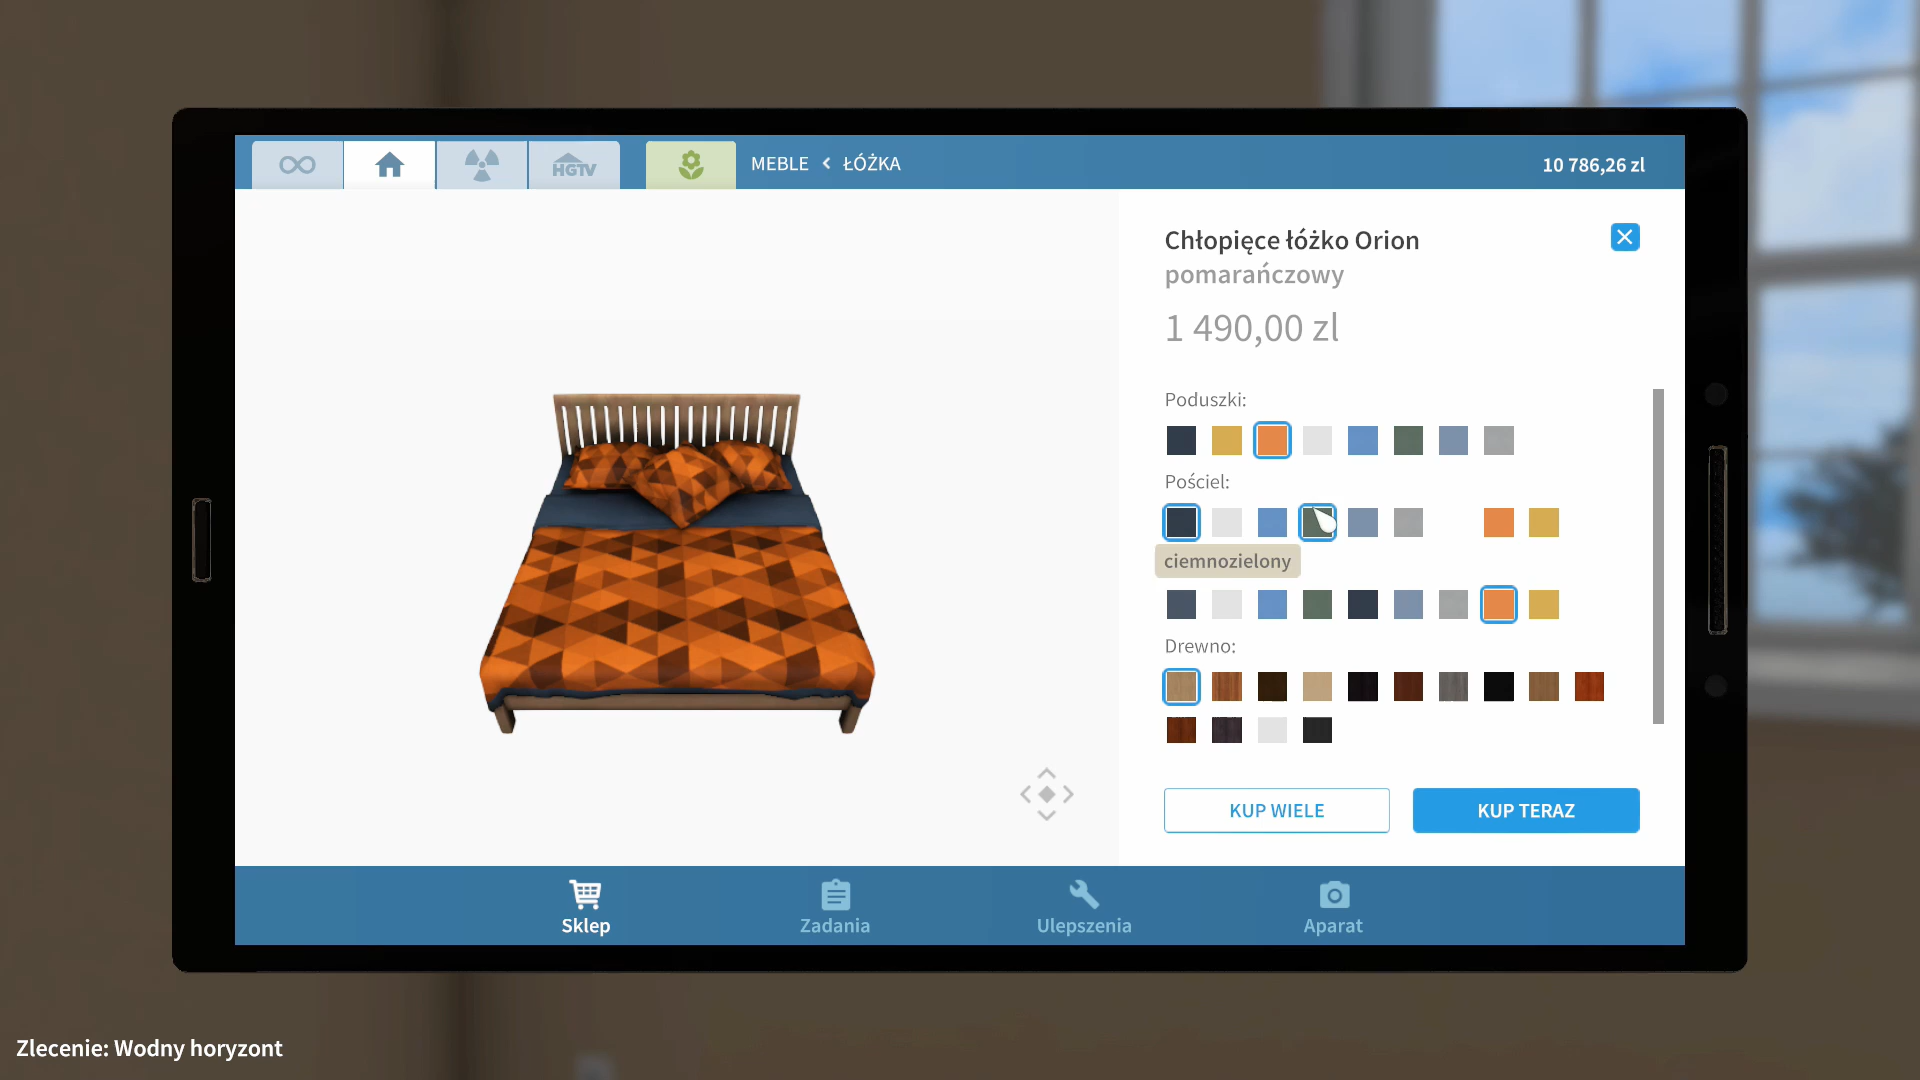 HGTV
MEBLE < ŁÓŻKA
10 786,26 zl
Chłopięce łóżko Orion
pomarańczowy
1 490,00 zl
Poduszki:
Pościel:
ciemnozielony
Drewno:
KUP WIELE
KUP TERAZ
Sklep
Zadania
Ulepszenia
Aparat
Zlecenie: Wodny horyzont